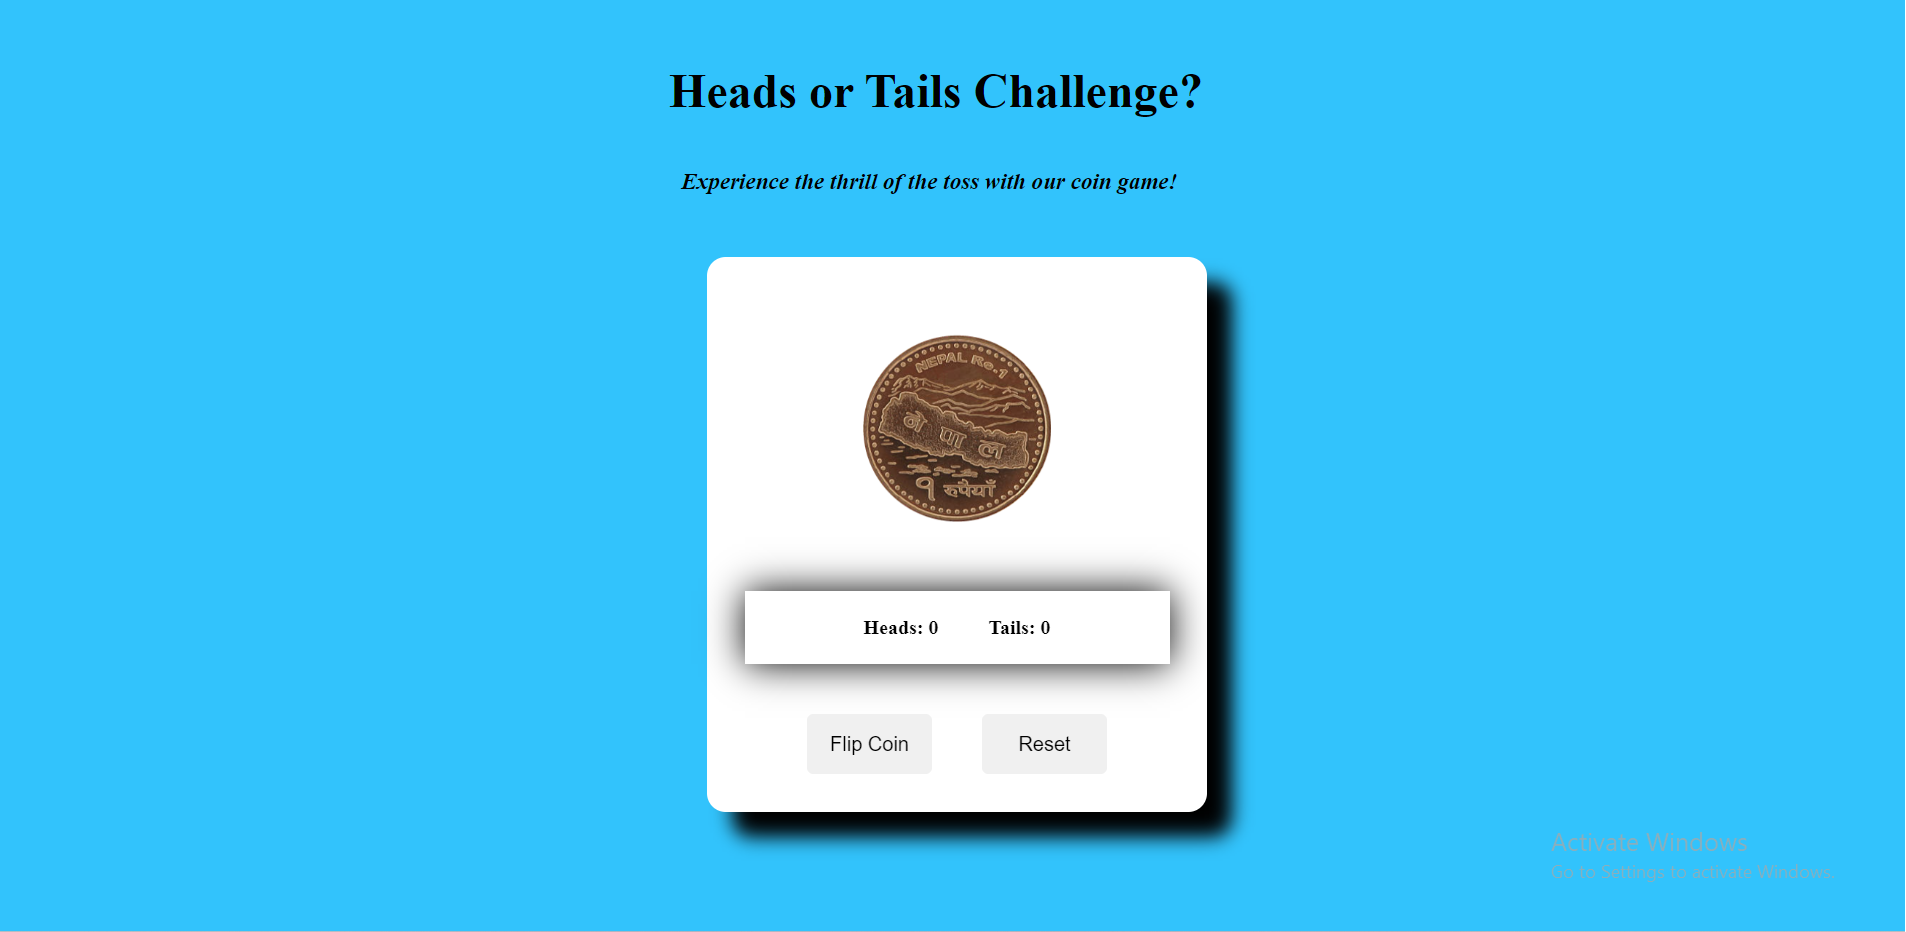 Heads or Tails Challenge?
Experience the thrill of the toss with our coin game!
NEPAL Re.1
ने पा ल
१ रुपैयाँ
Heads: 0 Tails: 0
Flip Coin Reset
Activate Windows
Go to Settings to activate Windows.